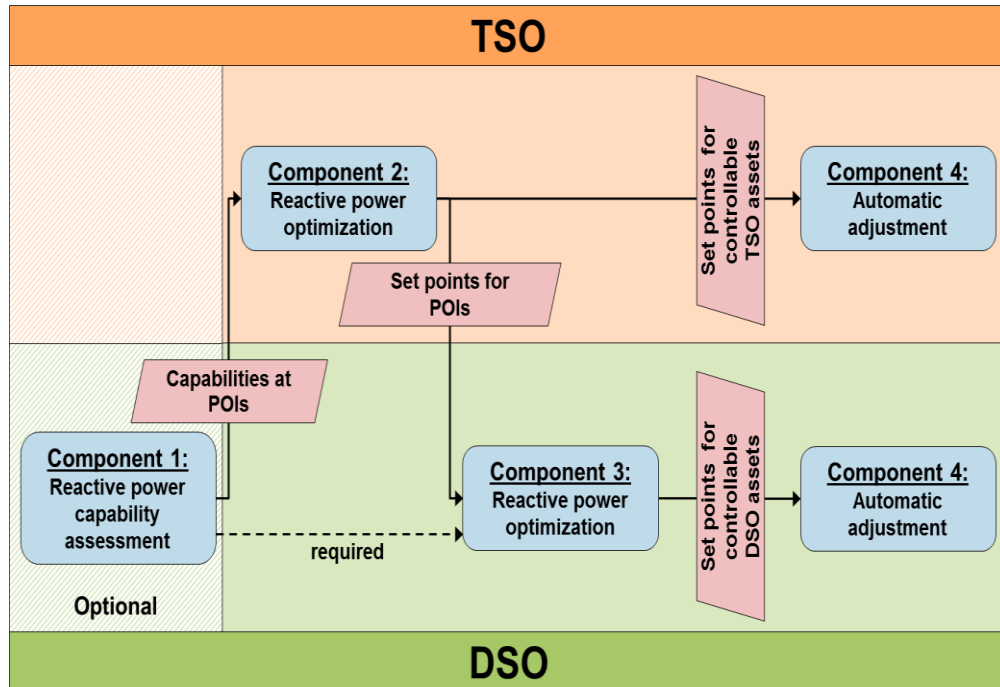 TSO
Component 2:
Reactive power
optimization
Set points for
controllable
TSO assets
Component 4:
Automatic
adjustment
Set points for
POIs
Capabilities at
POIs
Component 1:
Reactive power
capability
assessment
required
Component 3:
Reactive power
optimization
Set points for
controllable
DSO assets
Component 4:
Automatic
adjustment
Optional
DSO